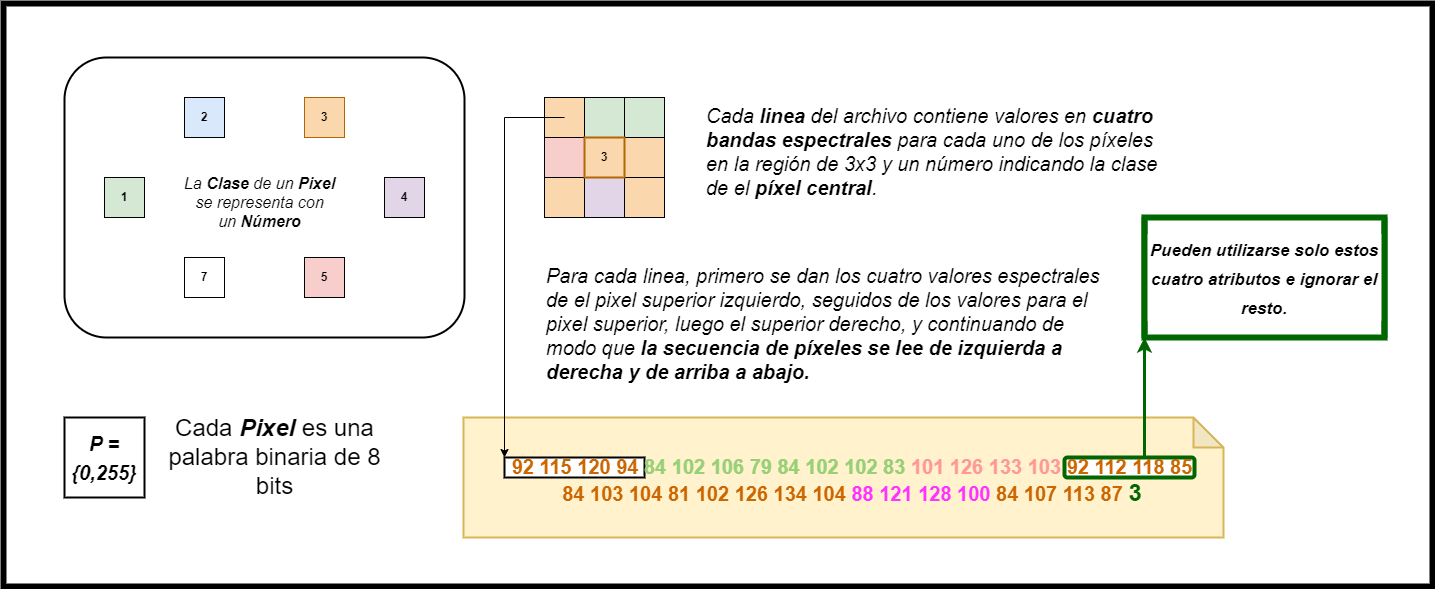 2
3
1
La Clase de un Pixel
se representa con
un Número
4
7
5
3
Cada linea del archivo contiene valores en cuatro
bandas espectrales para cada uno de los píxeles
en la región de 3x3 y un número indicando la clase
de el píxel central.
Pueden utilizarse solo estos
cuatro atributos e ignorar el
resto.
Para cada linea, primero se dan los cuatro valores espectrales
de el pixel superior izquierdo, seguidos de los valores para el
pixel superior, luego el superior derecho, y continuando de
modo que la secuencia de píxeles se lee de izquierda a
derecha y de arriba a abajo.
P =
{0,255}
Cada Pixel es una
palabra binaria de 8
bits
92 115 120 94 84 102 106 79 84 102 102 83 101 126 133 103 92 112 118 85
84 103 104 81 102 126 134 104 88 121 128 100 84 107 113 87 3